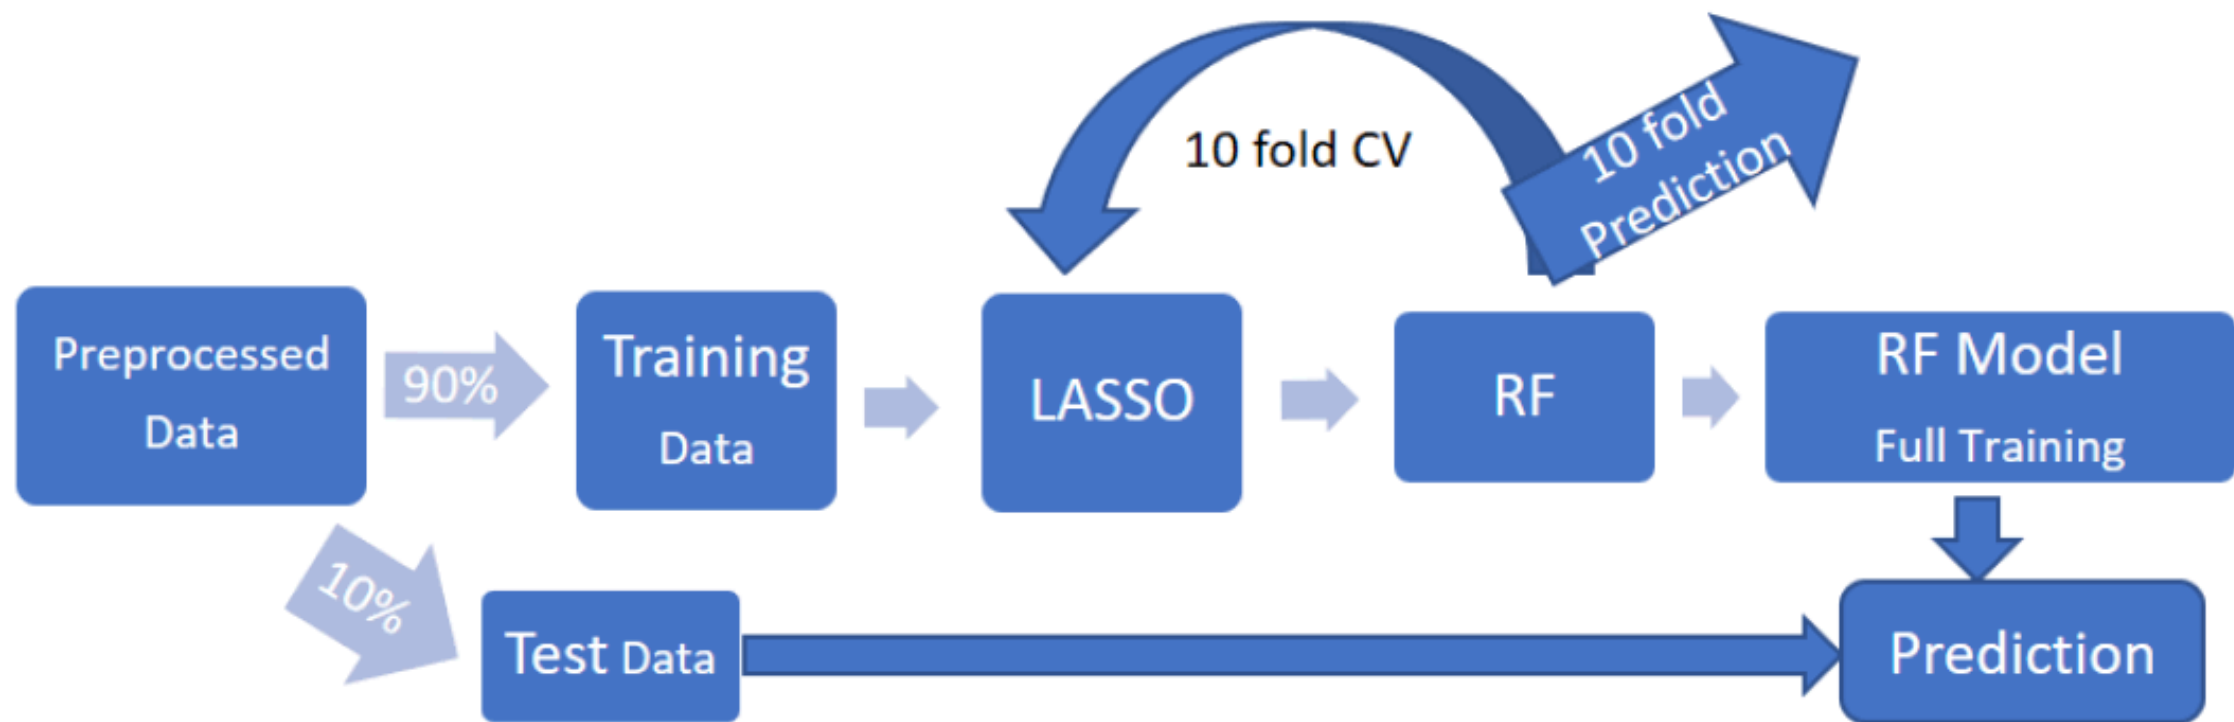 10 fold CV
10 fold
Prediction
Preprocessed
Data
90%
Training
Data
LASSO
RF
RF Model
Full Training
10%
Test Data
Prediction